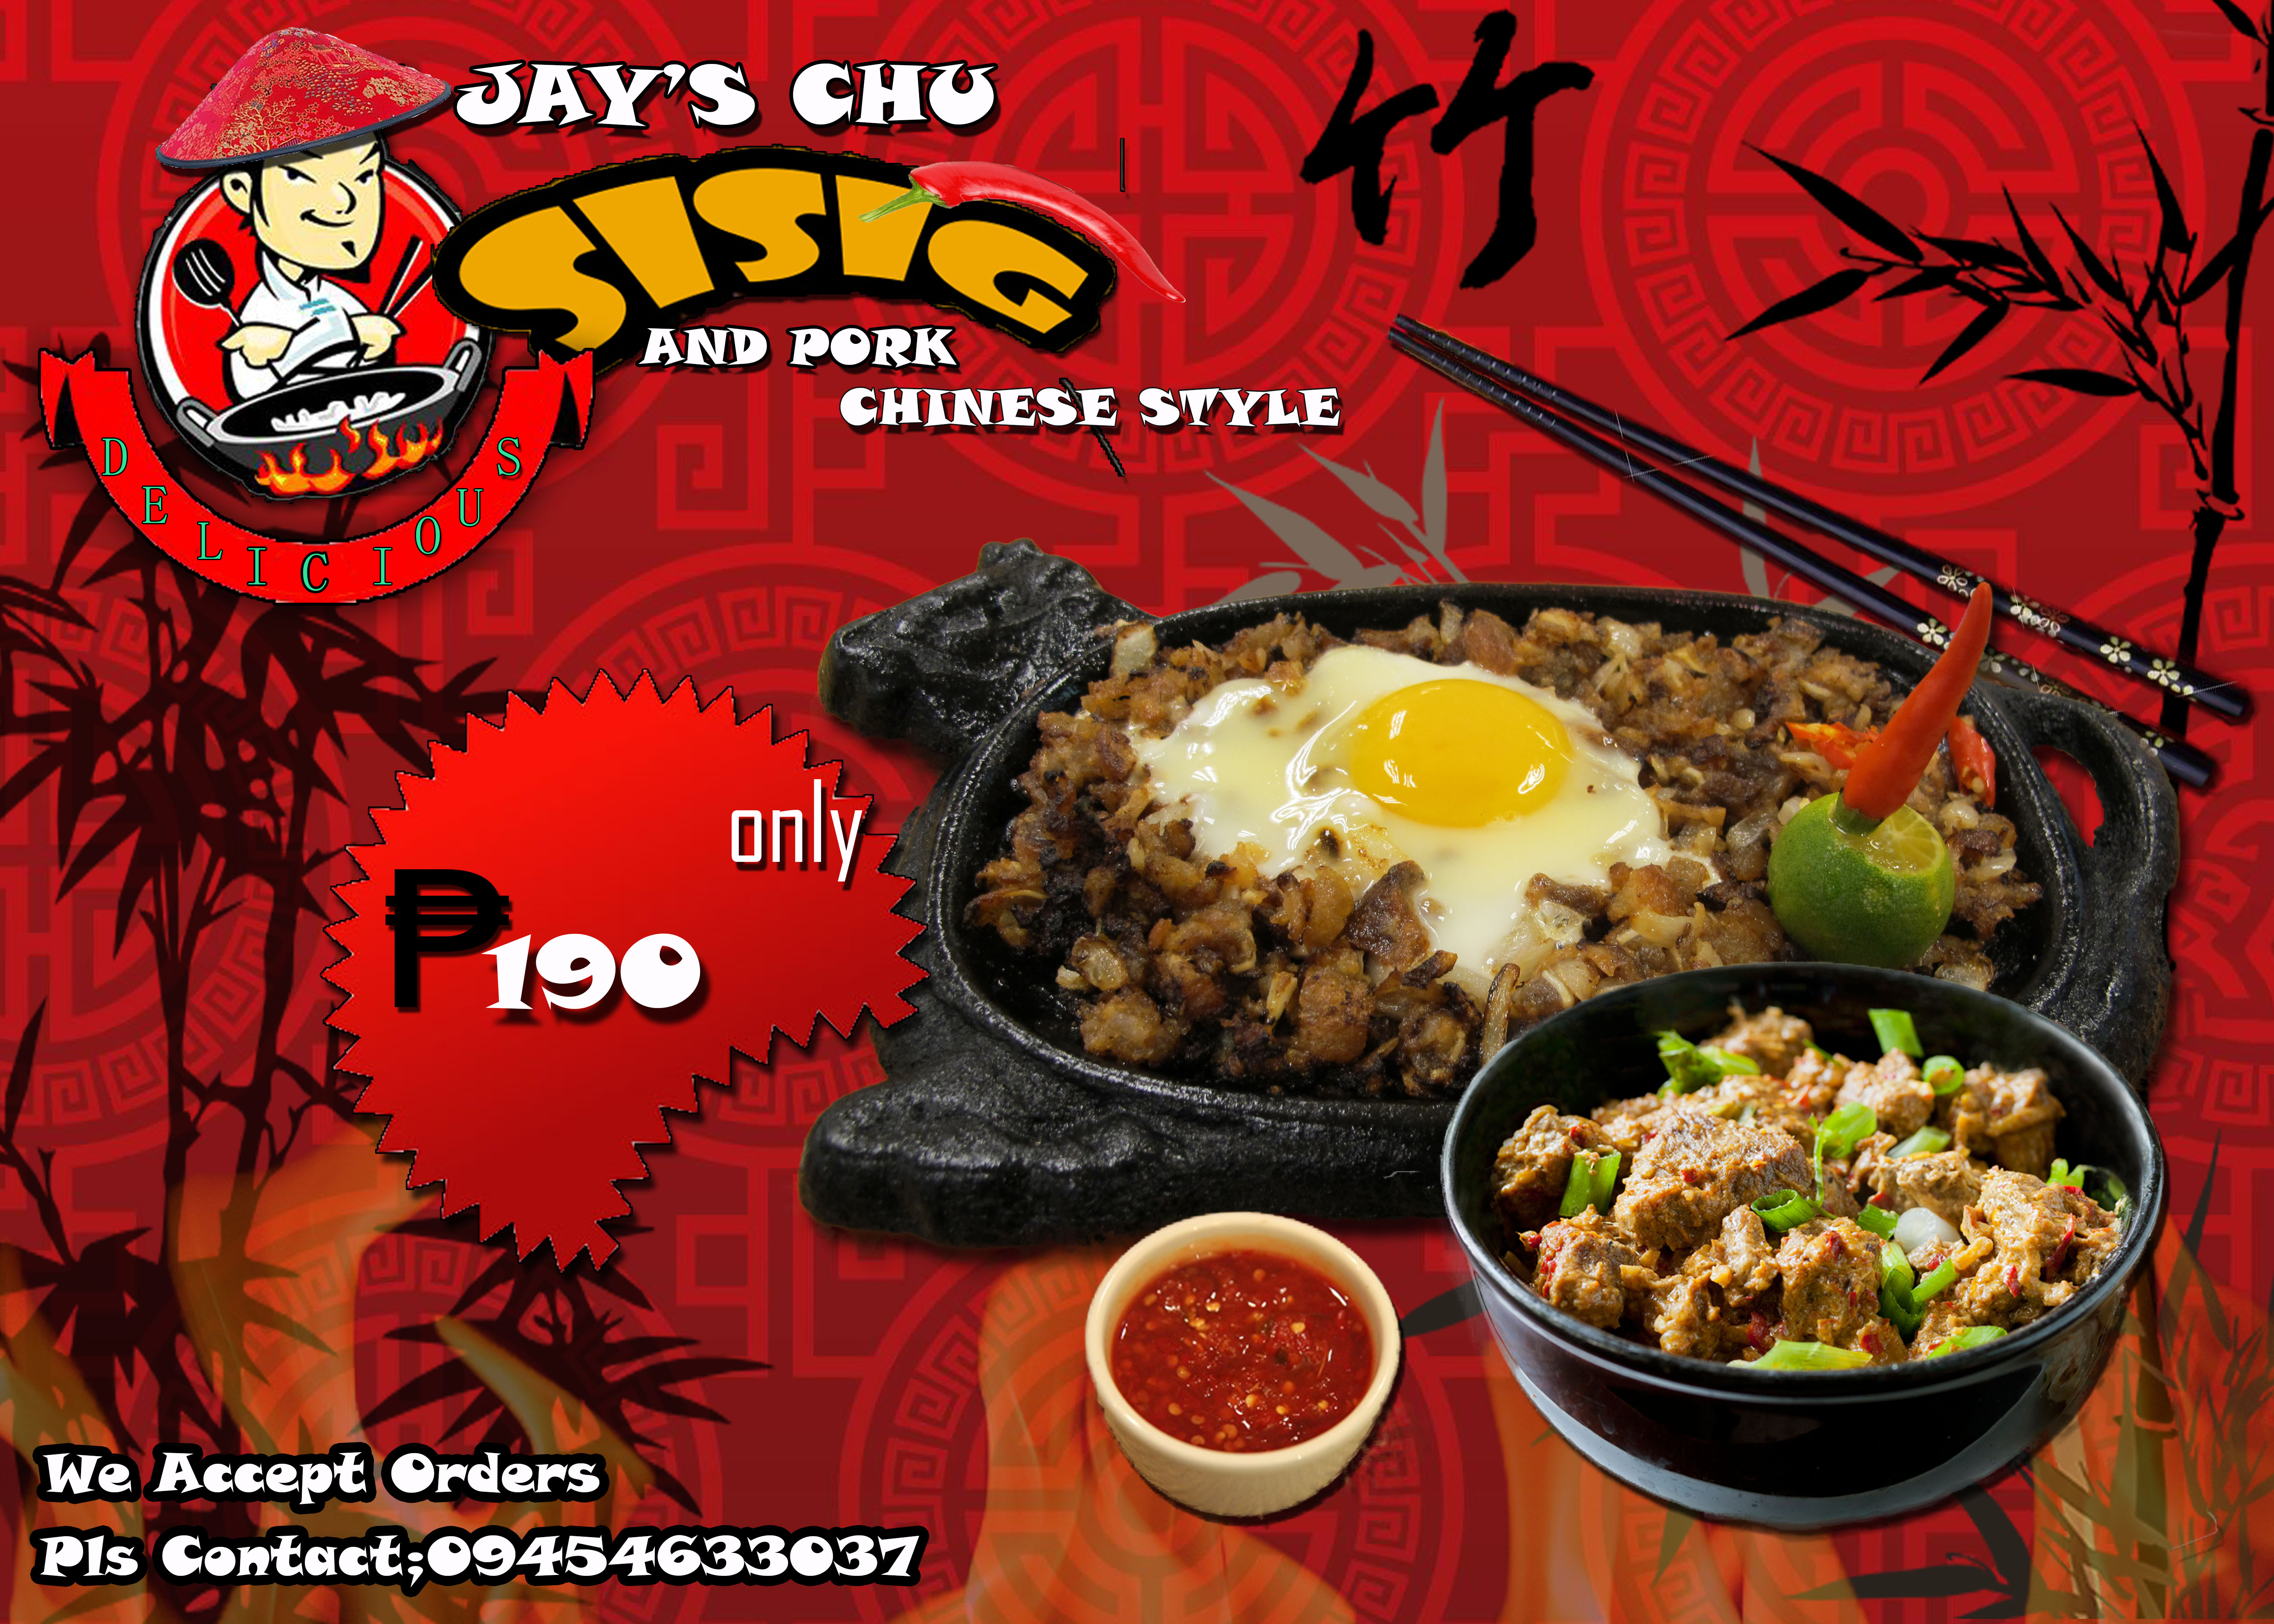 JAY'S CHU
SISIG
AND PORK
CHINESE STYLE
竹
DELICIOUS
only
₱190
We Accept Orders
Pls Contact;09454633037